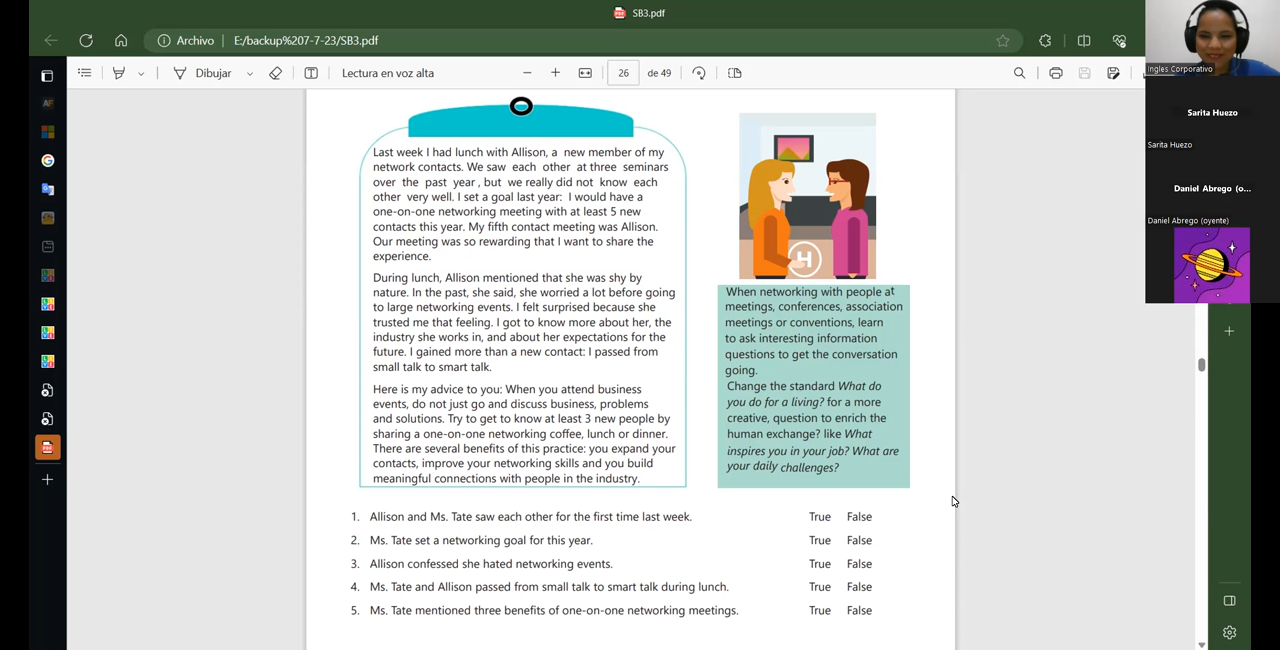 SB3.pdf
Archivo | E:/backup%207-7-23/SB3.pdf
Dibujar
Lectura en voz alta
26 de 49
Ingles Corporativo
Sarita Huezo
Sarita Huezo
Daniel Abrego (o...
Daniel Abrego (oyente)
Last week I had lunch with Allison, a new member of my
network contacts. We saw each other at three seminars
over the past year, but we really did not know each
other very well. I set a goal last year: I would have a
one-on-one networking meeting with at least 5 new
contacts this year. My fifth contact meeting was Allison.
Our meeting was so rewarding that I want to share the
experience.
During lunch, Allison mentioned that she was shy by
nature. In the past, she said, she worried a lot before going
to large networking events. I felt surprised because she
trusted me that feeling. I got to know more about her, the
industry she works in, and about her expectations for the
future. I gained more than a new contact: I passed from
small talk to smart talk.
Here is my advice to you: When you attend business
events, do not just go and discuss business, problems
and solutions. Try to get to know at least 3 new people by
sharing a one-on-one networking coffee, lunch or dinner.
There are several benefits of this practice: you expand your
contacts, improve your networking skills and you build
meaningful connections with people in the industry.
H
When networking with people at
meetings, conferences, association
meetings or conventions, learn
to ask interesting information
questions to get the conversation
going.
Change the standard What do
you do for a living? for a more
creative, question to enrich the
human exchange? like What
inspires you in your job? What are
your daily challenges?
1. Allison and Ms. Tate saw each other for the first time last week. True False
2. Ms. Tate set a networking goal for this year. True False
3. Allison confessed she hated networking events. True False
4. Ms. Tate and Allison passed from small talk to smart talk during lunch. True False
5. Ms. Tate mentioned three benefits of one-on-one networking meetings. True False